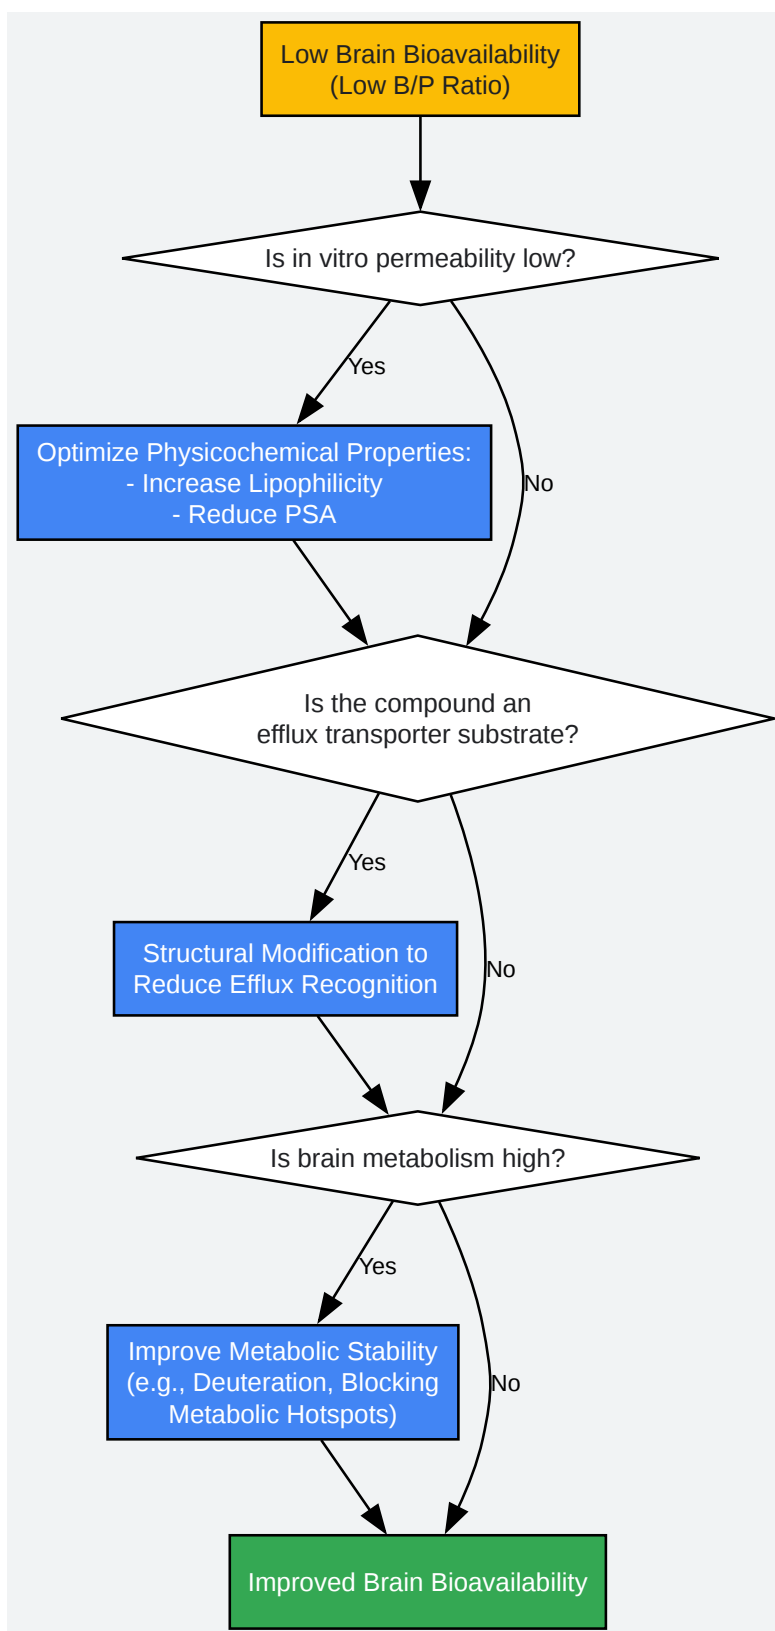 Low Brain Bioavailability
(Low B/P Ratio)
Is in vitro permeability low?
Yes
Optimize Physicochemical Properties:
- Increase Lipophilicity
- Reduce PSA
No
Is the compound an
efflux transporter substrate?
Yes
Structural Modification to
Reduce Efflux Recognition
No
Is brain metabolism high?
Yes
Improve Metabolic Stability
(e.g., Deuteration, Blocking
Metabolic Hotspots)
No
Improved Brain Bioavailability